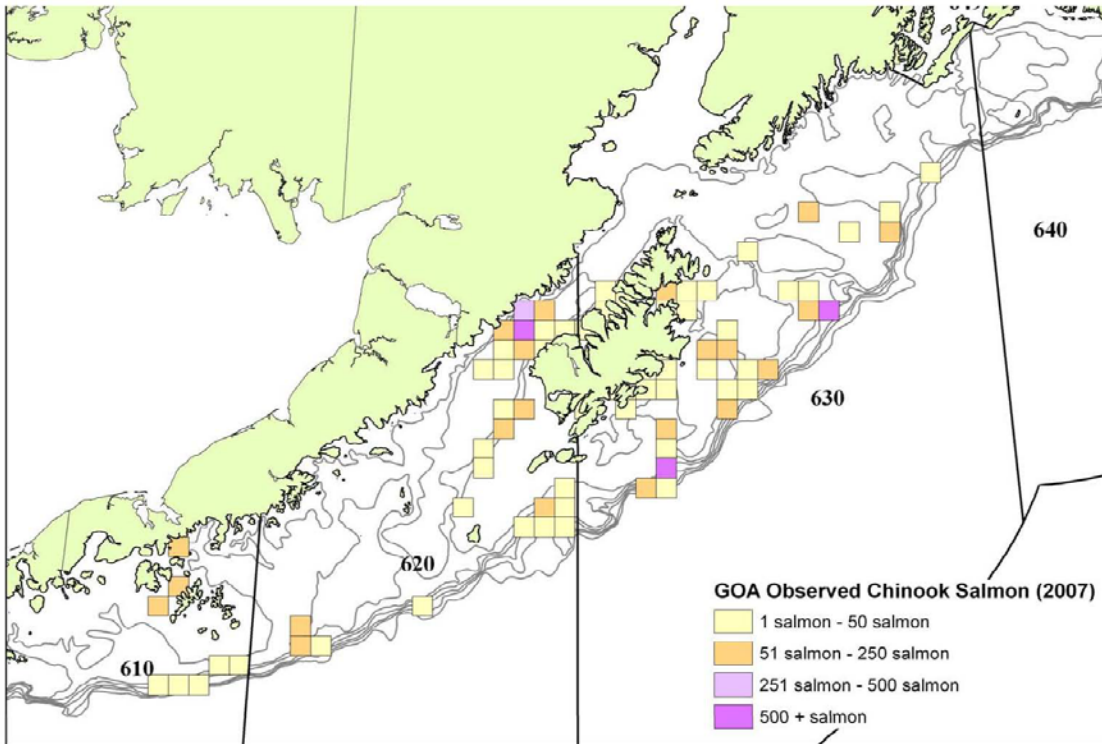 640
630
620
610
GOA Observed Chinook Salmon (2007)
1 salmon - 50 salmon
51 salmon - 250 salmon
251 salmon - 500 salmon
500 + salmon